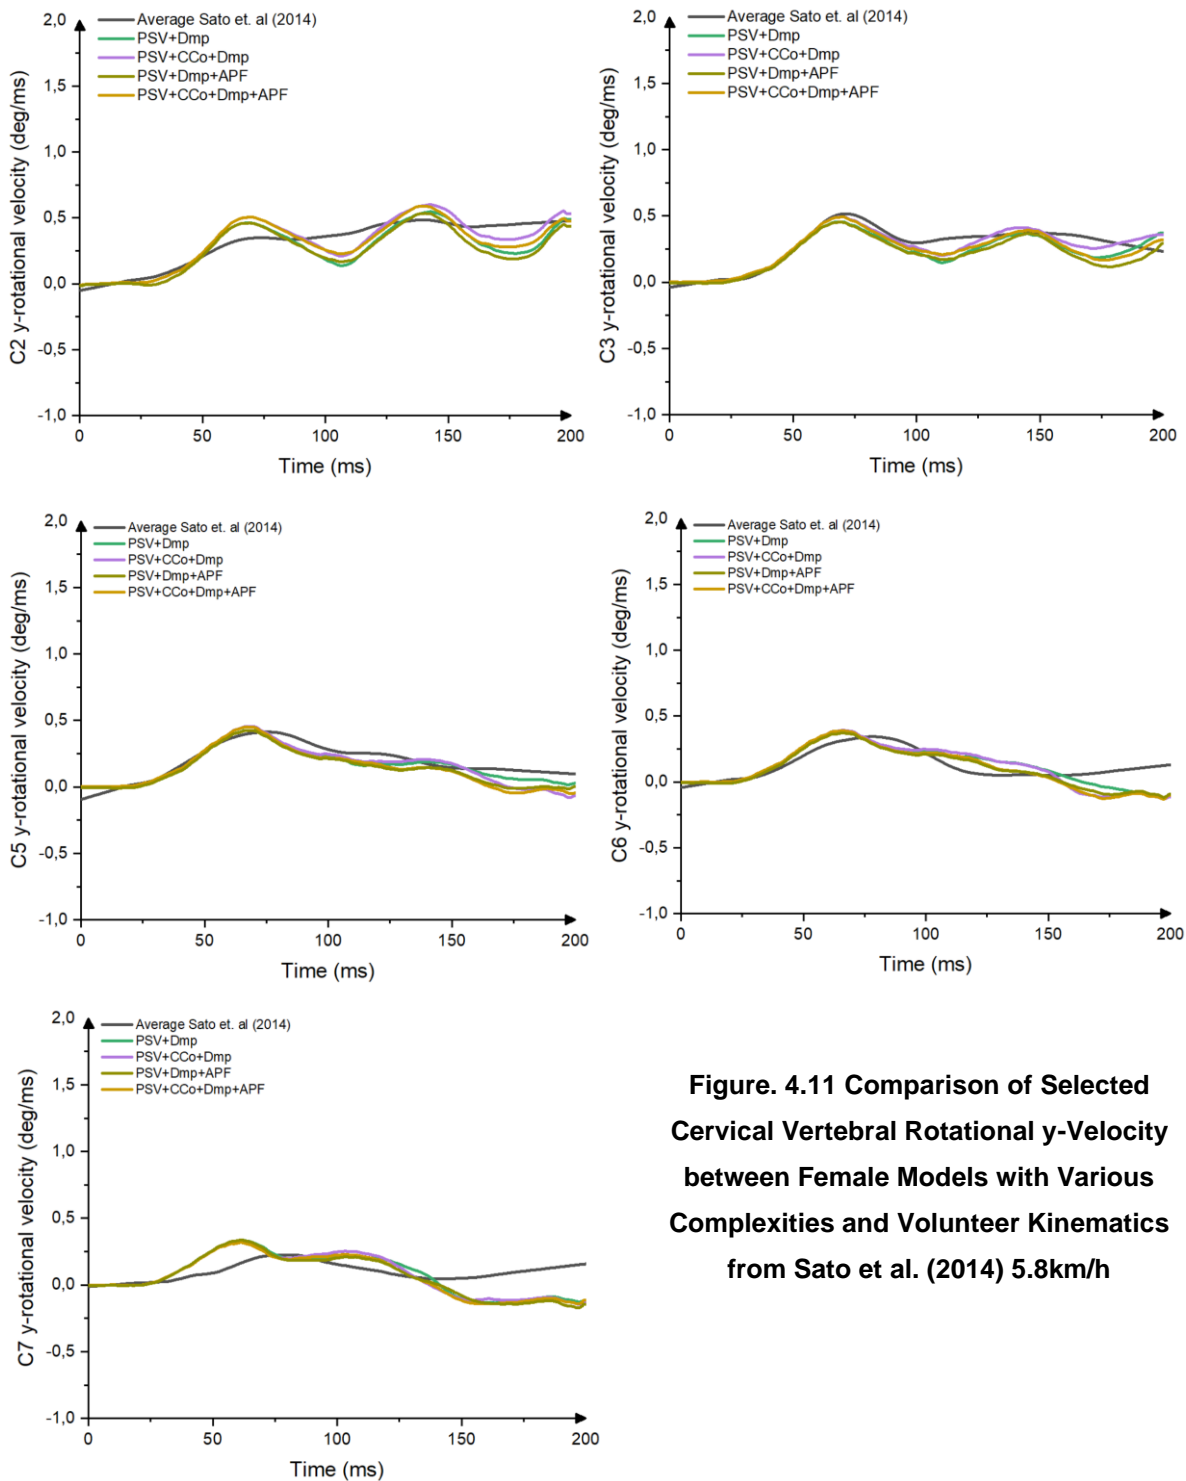 C2 y-rotational velocity (deg/ms)
2,0
1,5
1,0
0,5
0,0
-0,5
-1,0
Average Sato et. al (2014)
PSV+Dmp
PSV+CCo+Dmp
PSV+Dmp+APF
PSV+CCo+Dmp+APF
0 50 100 150 200
Time (ms)
C3 y-rotational velocity (deg/ms)
2,0
1,5
1,0
0,5
0,0
-0,5
-1,0
Average Sato et. al (2014)
PSV+Dmp
PSV+CCo+Dmp
PSV+Dmp+APF
PSV+CCo+Dmp+APF
0 50 100 150 200
Time (ms)
C5 y-rotational velocity (deg/ms)
2,0
1,5
1,0
0,5
0,0
-0,5
-1,0
Average Sato et. al (2014)
PSV+Dmp
PSV+CCo+Dmp
PSV+Dmp+APF
PSV+CCo+Dmp+APF
0 50 100 150 200
Time (ms)
C6 y-rotational velocity (deg/ms)
2,0
1,5
1,0
0,5
0,0
-0,5
-1,0
Average Sato et. al (2014)
PSV+Dmp
PSV+CCo+Dmp
PSV+Dmp+APF
PSV+CCo+Dmp+APF
0 50 100 150 200
Time (ms)
C7 y-rotational velocity (deg/ms)
2,0
1,5
1,0
0,5
0,0
-0,5
-1,0
Average Sato et. al (2014)
PSV+Dmp
PSV+CCo+Dmp
PSV+Dmp+APF
PSV+CCo+Dmp+APF
0 50 100 150 200
Time (ms)
Figure. 4.11 Comparison of Selected
Cervical Vertebral Rotational y-Velocity
between Female Models with Various
Complexities and Volunteer Kinematics
from Sato et al. (2014) 5.8km/h